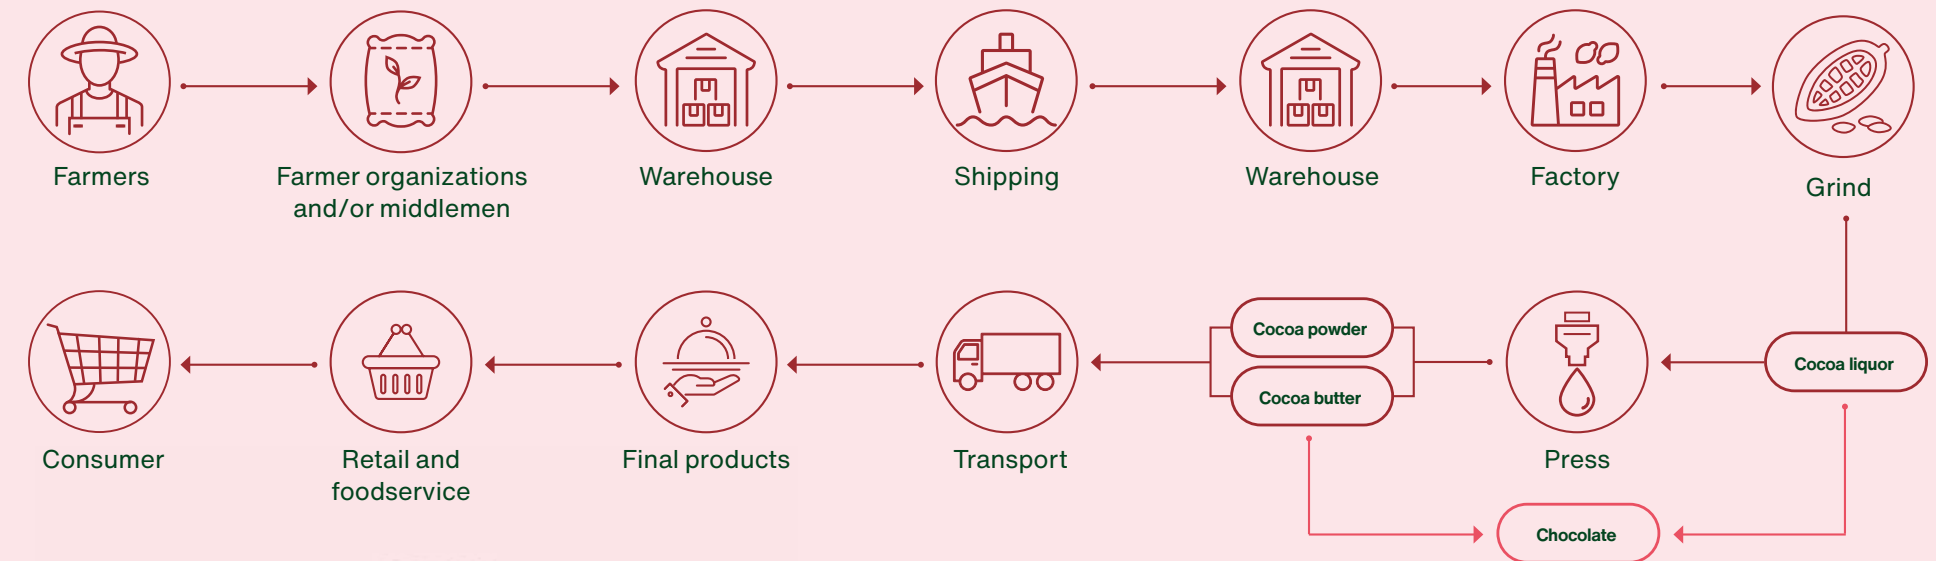 Farmers
Farmer organizations
and/or middlemen
Warehouse
Shipping
Warehouse
Factory
Grind
Cocoa liquor
Press
Cocoa powder
Cocoa butter
Transport
Final products
Retail and
foodservice
Consumer
Chocolate